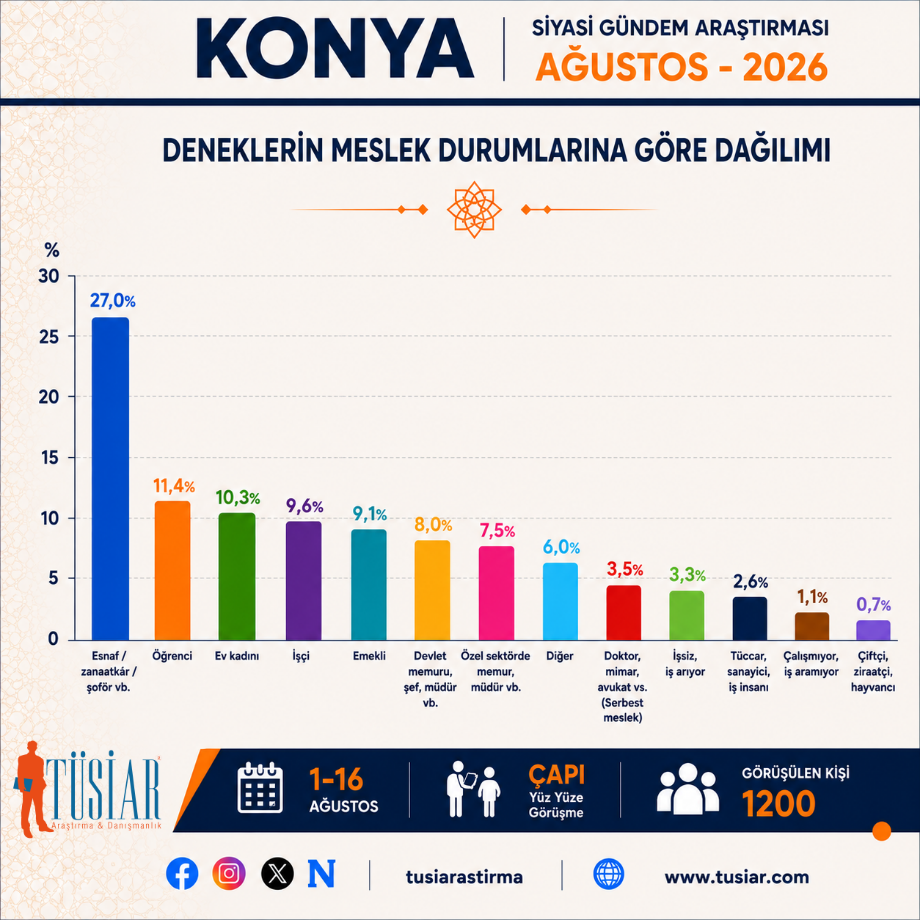 KONYA
SİYASİ GÜNDEM ARAŞTIRMASI
AĞUSTOS - 2026
DENEKLERİN MESLEK DURUMLARINA GÖRE DAĞILIMI
%
30
25
20
15
10
5
0
27,0%
11,4%
10,3%
9,6%
9,1%
8,0%
7,5%
6,0%
3,5%
3,3%
2,6%
1,1%
0,7%
Esnaf /
zanaatkár /
şoför vb.
Öğrenci
Ev kadını
İşçi
Emekli
Devlet
memuru,
şef, müdür
vb.
Özel sektörde
memur,
müdür vb.
Diğer
Doktor,
mimar,
avukat vs.
(Serbest
meslek)
İşsiz,
iş arıyor
Tüccar,
sanayici,
iş insanı
Çalışmıyor,
iş aramıyor
Çiftçi,
ziraatçi,
hayvancı
TÜSİAR
Araştırma & Danışmanlık
1-16
AĞUSTOS
ÇAPI
Yüz Yüze
Görüşme
GÖRÜŞÜLEN KİŞİ
1200
tusiarastirma
www.tusiar.com